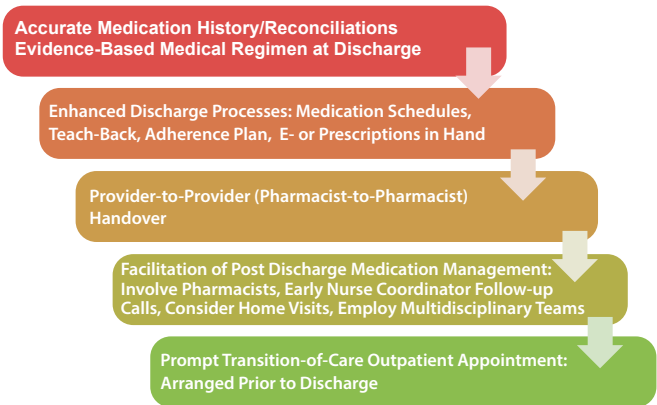 Accurate Medication History/Reconciliations
Evidence-Based Medical Regimen at Discharge
Enhanced Discharge Processes: Medication Schedules,
Teach-Back, Adherence Plan, E- or Prescriptions in Hand
Provider-to-Provider (Pharmacist-to-Pharmacist)
Handover
Facilitation of Post Discharge Medication Management:
Involve Pharmacists, Early Nurse Coordinator Follow-up
Calls, Consider Home Visits, Employ Multidisciplinary Teams
Prompt Transition-of-Care Outpatient Appointment:
Arranged Prior to Discharge